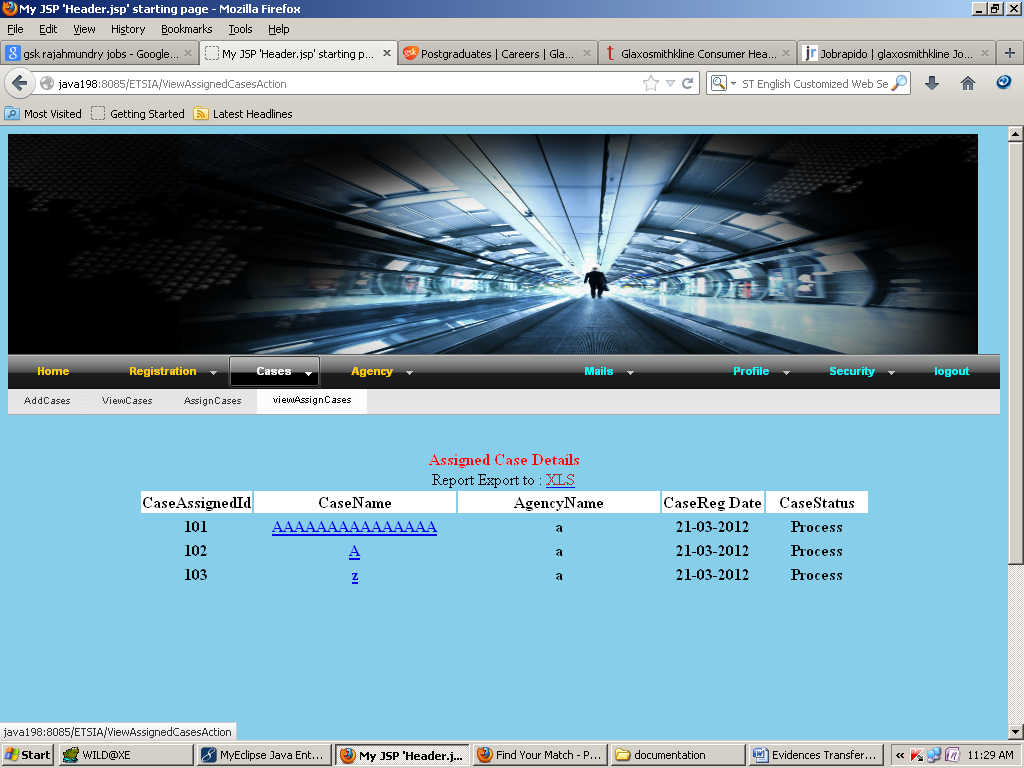 My JSP 'Header.jsp' starting page - Mozilla Firefox
File Edit View History Bookmarks Tools Help
gsk rajahmundry jobs - Google... My JSP 'Header.jsp' starting p... Postgraduates | Careers | Gla... Glaxosmithkline Consumer Hea... Jobrapido | glaxosmithkline Jo...
java198:8085/ETSIA/ViewAssignedCasesAction ST English Customized Web Se
Most Visited Getting Started Latest Headlines
Home Registration Cases Agency Mails Profile Security logout
AddCases ViewCases AssignCases viewAssignCases
Assigned Case Details
Report Export to : XLS
CaseAssignedId CaseName AgencyName CaseReg Date CaseStatus
101 AAAAAAAAAAAAAAA a 21-03-2012 Process
102 A a 21-03-2012 Process
103 z a 21-03-2012 Process
java198:8085/ETSIA/ViewAssignedCasesAction
Start WILD@XE MyEclipse Java Ent... My JSP 'Header.j... Find Your Match - P... documentation Evidences Transfer... « 11:29 AM